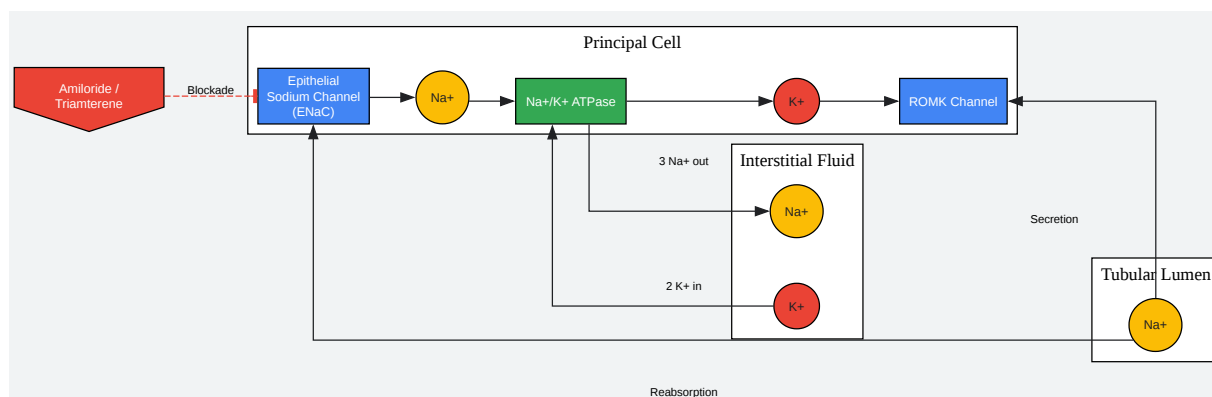 Principal Cell
Amiloride /
Triamterene
Blockade
Epithelial
Sodium Channel
(ENaC)
Na+
Na+/K+ ATPase
K+
ROMK Channel
3 Na+ out
Interstitial Fluid
Na+
Secretion
2 K+ in
K+
Tubular Lumen
Na+
Reabsorption